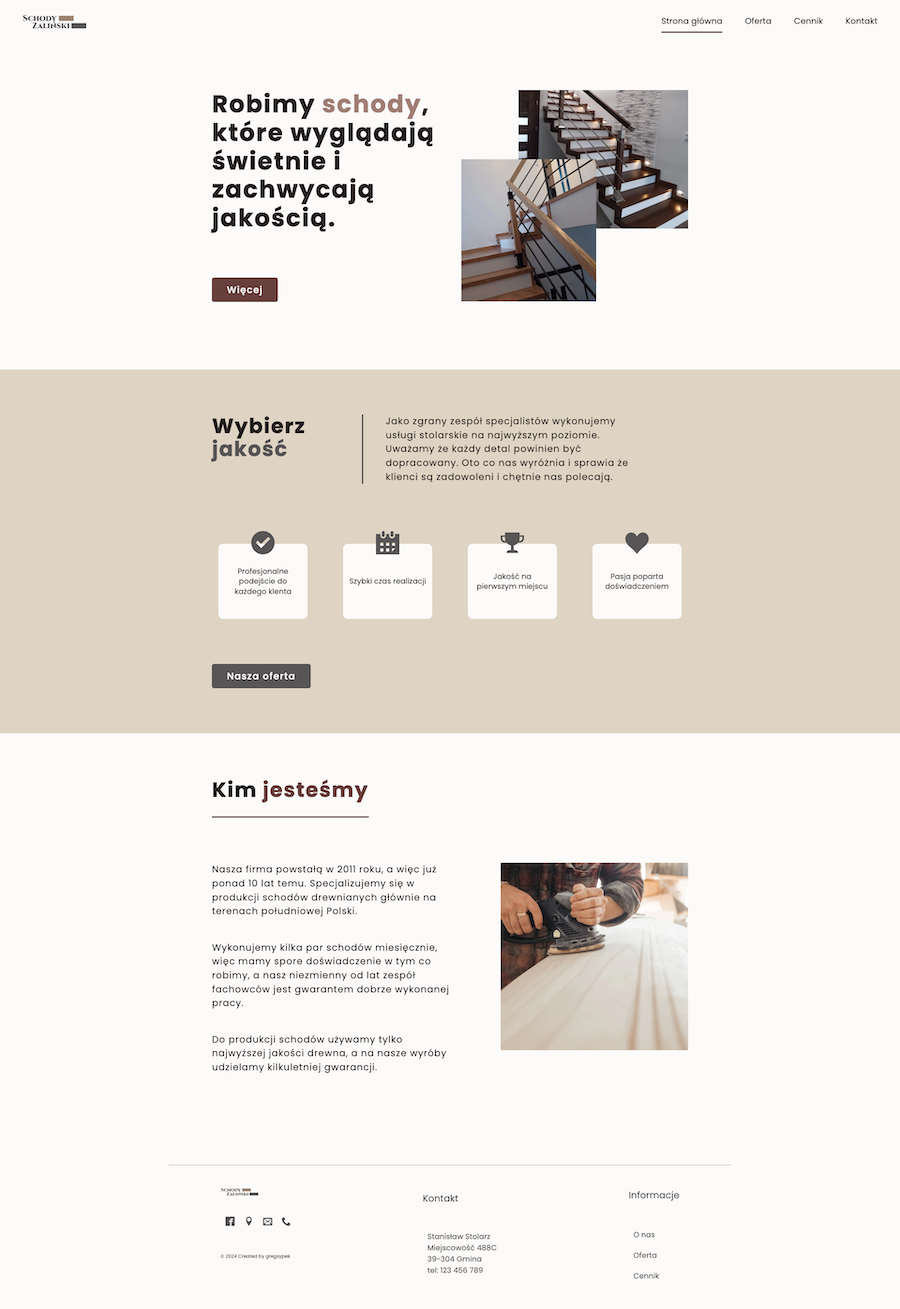 SCHODY
ZALIŃSKI
Strona główna
Oferta
Cennik
Kontakt
Robimy schody,
które wyglądają
świetnie i
zachwycają
jakością.
Więcej
Wybierz
jakość
Jako zgrany zespół specjalistów wykonujemy
usługi stolarskie na najwyższym poziomie.
Uważamy że każdy detal powinien być
dopracowany. Oto co nas wyróżnia i sprawia że
klienci są zadowoleni i chętnie nas polecają.
Profesjonalne
podejście do
każdego klenta
Szybki czas realizacji
Jakość na
pierwszym miejscu
Pasja poparta
doświadczeniem
Nasza oferta
Kim jesteśmy
Nasza firma powstałą w 2011 roku, a więc już
ponad 10 lat temu. Specjalizujemy się w
produkcji schodów drewnianych głównie na
terenach południowej Polski.
Wykonujemy kilka par schodów miesięcznie,
więc mamy spore doświadczenie w tym co
robimy, a nasz niezmienny od lat zespół
fachowców jest gwarantem dobrze wykonanej
pracy.
Do produkcji schodów używamy tylko
najwyższej jakości drewna, a na nasze wyróby
udzielamy kilkuletniej gwarancji.
SCHODY
ZALIŃSKI
© 2024 Created by gregsypek
Kontakt
Stanisław Stolarz
Miejscowość 488C
39-304 Gmina
tel: 123 456 789
Informacje
O nas
Oferta
Cennik